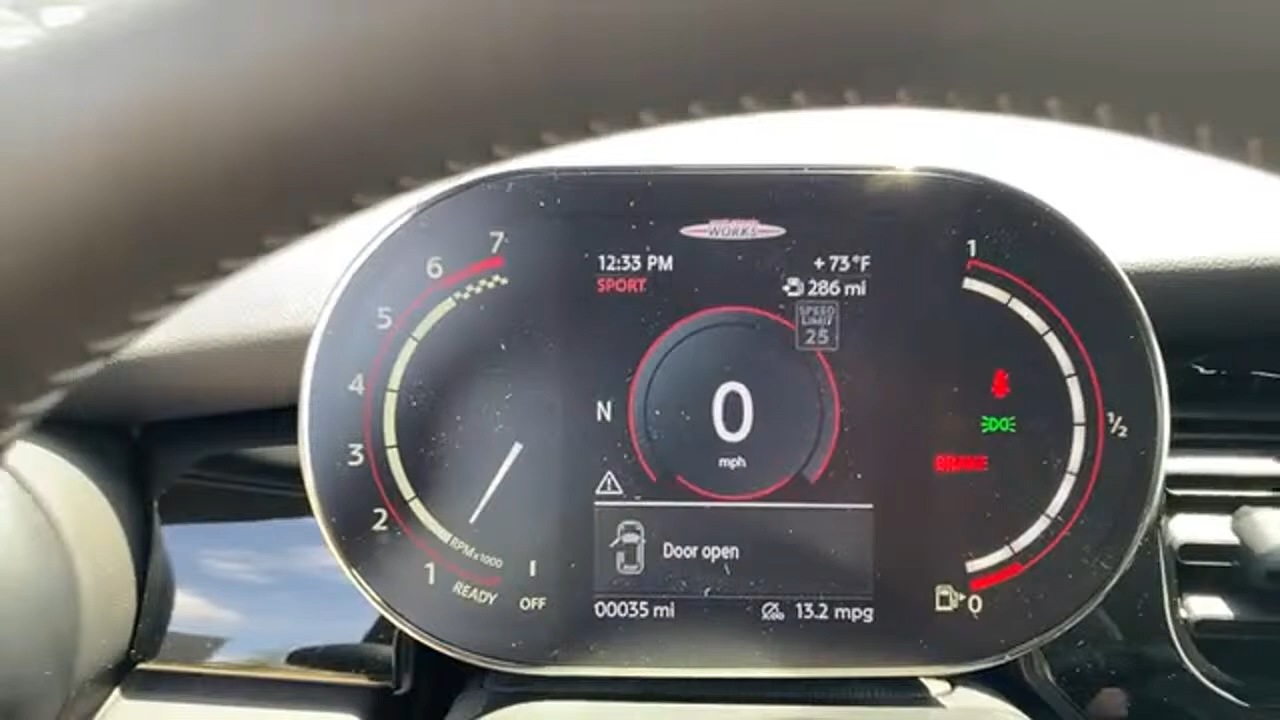 WORKS
12:33 PM
+73°F
SPORT
286 mi
SPEED
LIMIT
25
7
6
5
4
3
2
1
RPMx1000
READY
OFF
N
0
mph
Door open
00035 mi
13.2 mpg
1
1/2
0
BRAKE